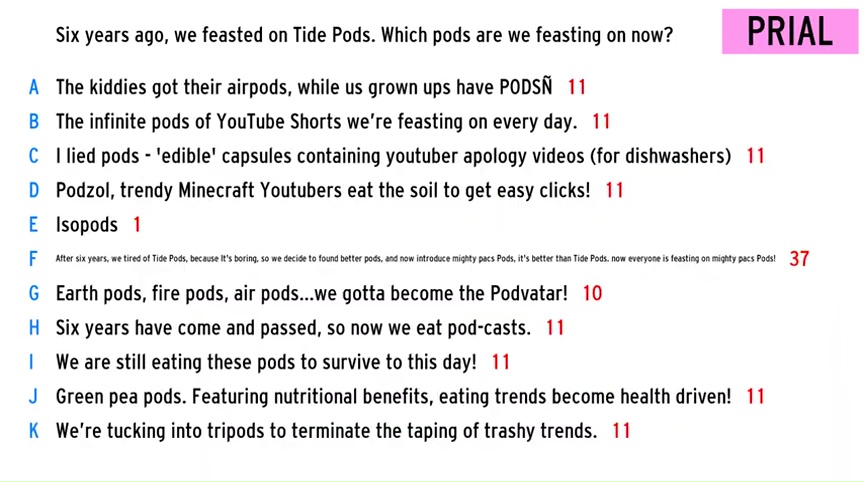 Six years ago, we feasted on Tide Pods. Which pods are we feasting on now?
PRIAL
A The kiddies got their airpods, while us grown ups have PODSÑ 11
B The infinite pods of YouTube Shorts we're feasting on every day. 11
C I lied pods - 'edible' capsules containing youtuber apology videos (for dishwashers) 11
D Podzol, trendy Minecraft Youtubers eat the soil to get easy clicks! 11
E Isopods 1
F After six years, we tired of Tide Pods, because It's boring, so we decide to found better pods, and now introduce mighty pacs Pods, it's better than Tide Pods. now everyone is feasting on mighty pacs Pods! 37
G Earth pods, fire pods, air pods...we gotta become the Podvatar! 10
H Six years have come and passed, so now we eat pod-casts. 11
I We are still eating these pods to survive to this day! 11
J Green pea pods. Featuring nutritional benefits, eating trends become health driven! 11
K We're tucking into tripods to terminate the taping of trashy trends. 11